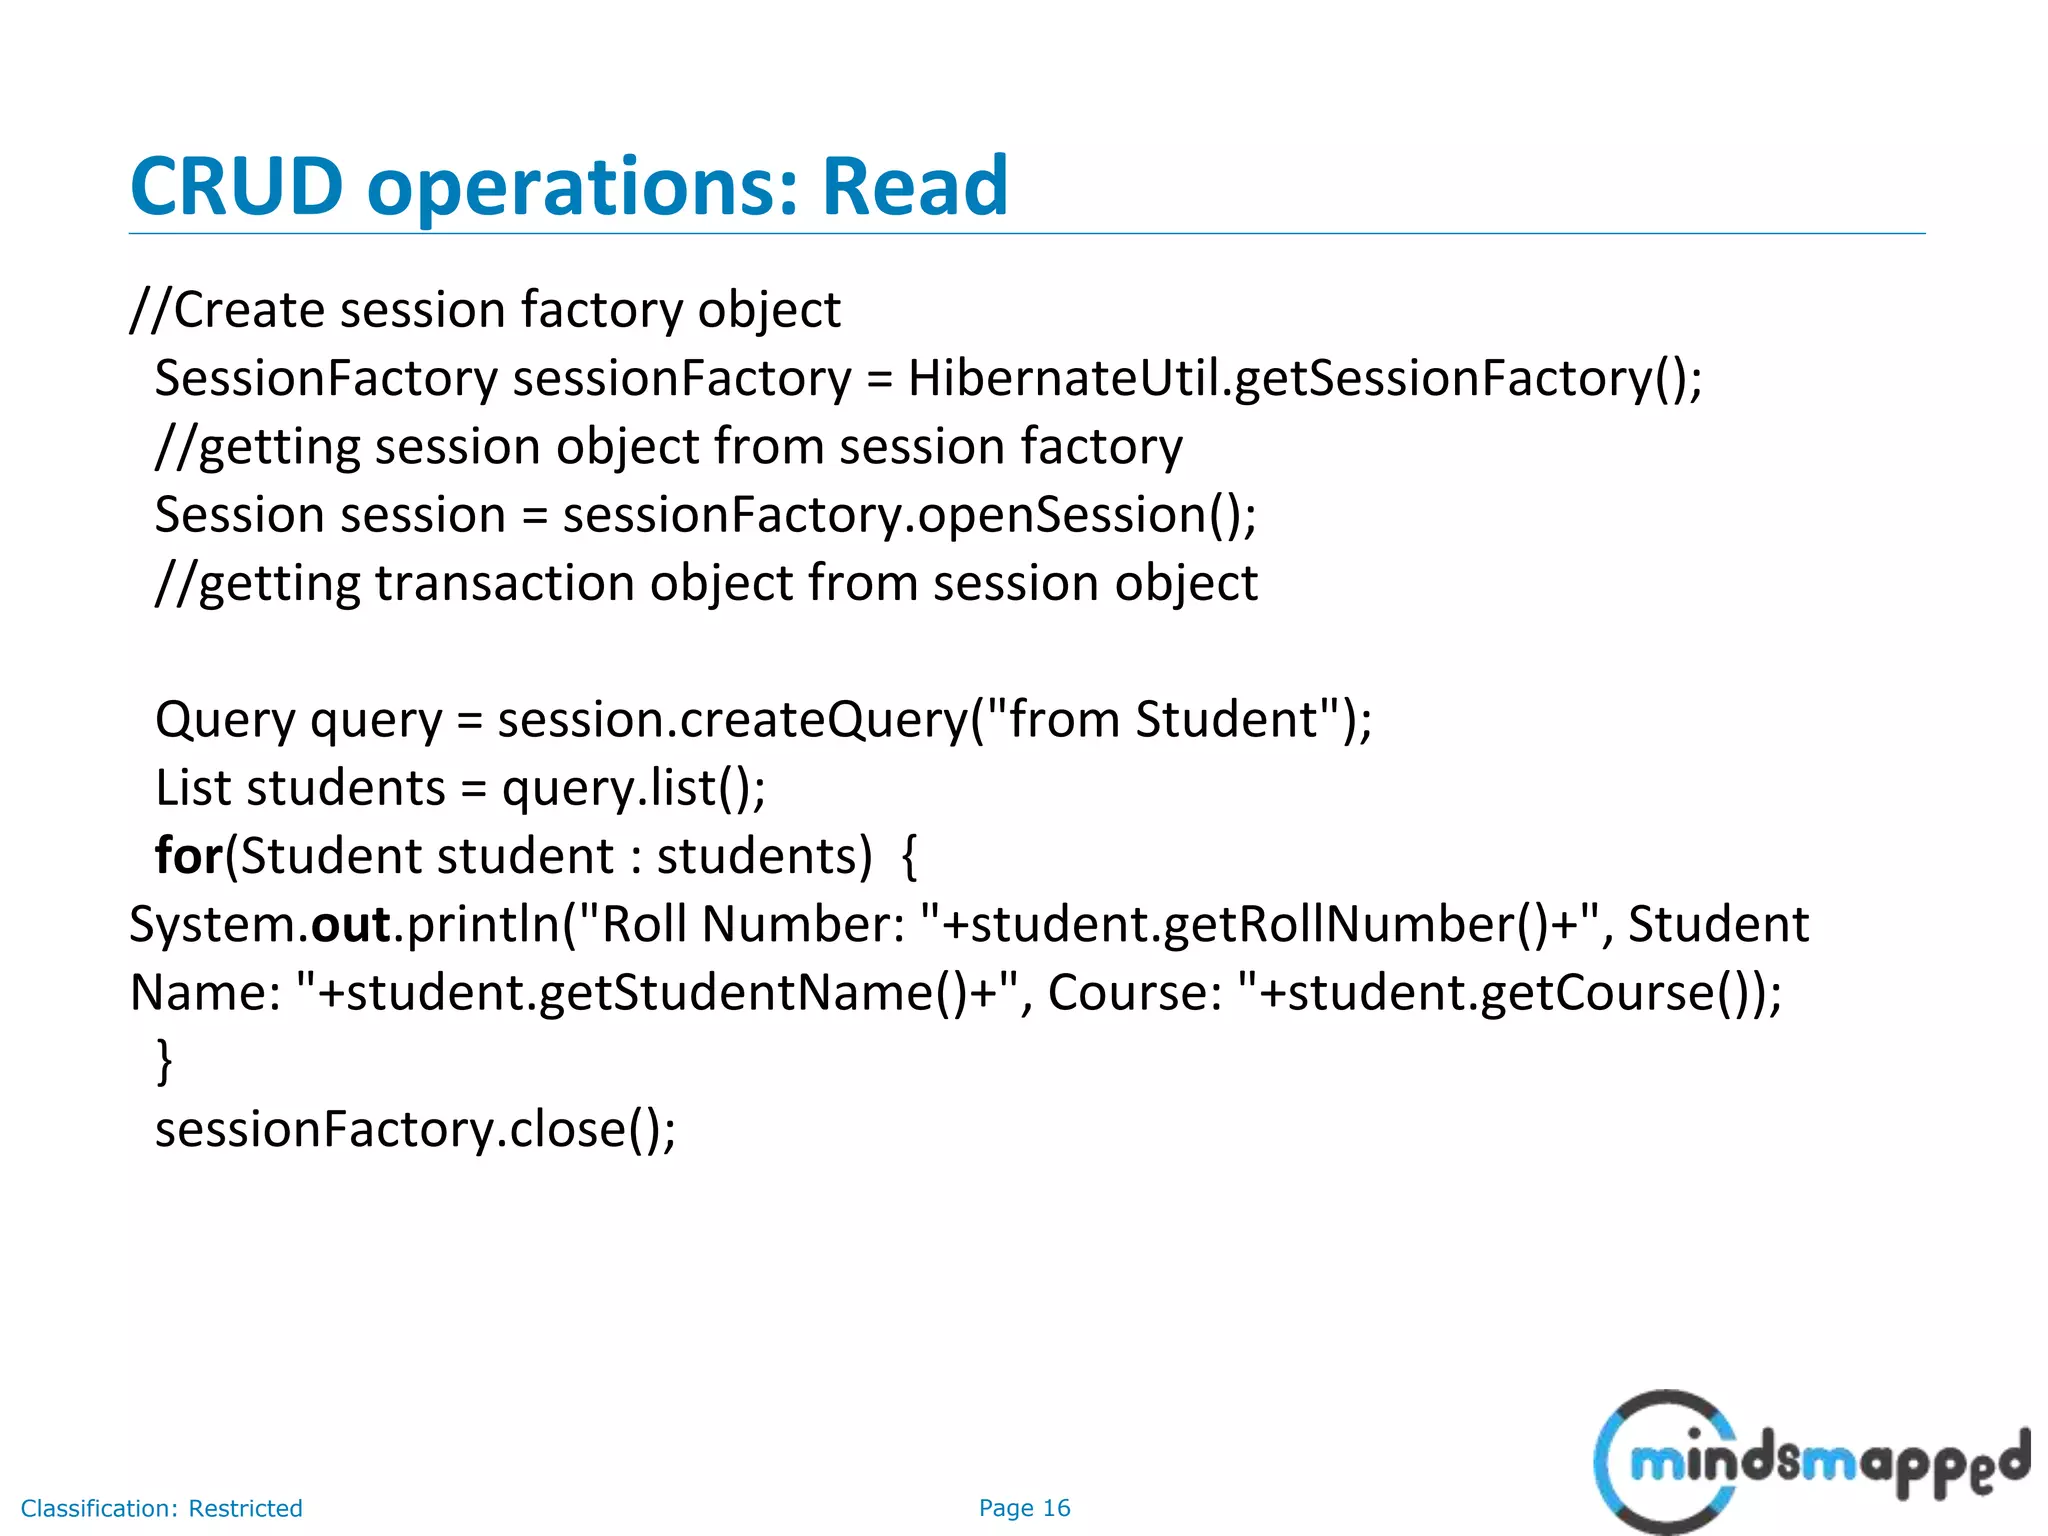 CRUD operations: Read
//Create session factory object
SessionFactory sessionFactory = HibernateUtil.getSessionFactory();
//getting session object from session factory
Session session = sessionFactory.openSession();
//getting transaction object from session object
Query query = session.createQuery("from Student");
List students = query.list();
for(Student student : students)  {
System.out.println("Roll Number: "+student.getRollNumber()+", Student
Name: "+student.getStudentName()+", Course: "+student.getCourse());
}
sessionFactory.close();
mindsmapped
Classification: Restricted
Page 16